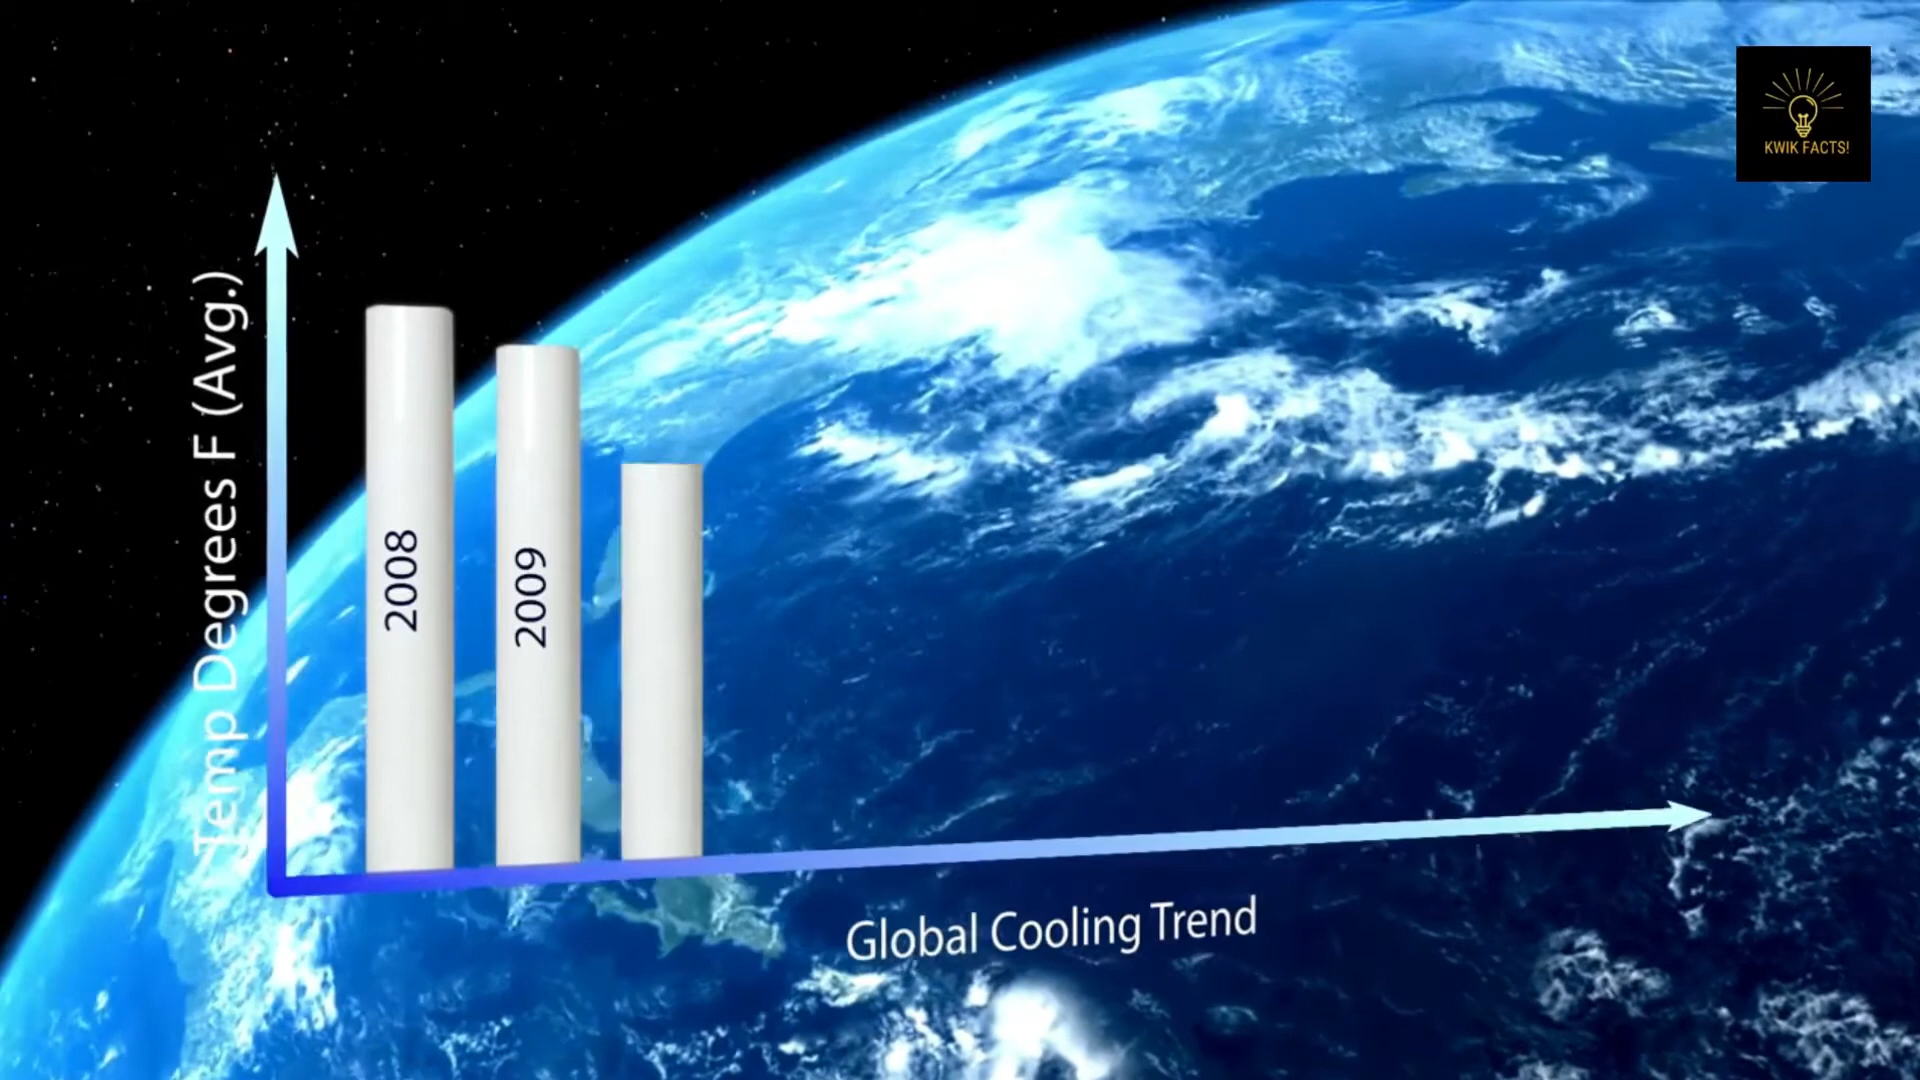 KWIK FACTS!
Temp Degrees F (Avg.)
2008
2009
Global Cooling Trend